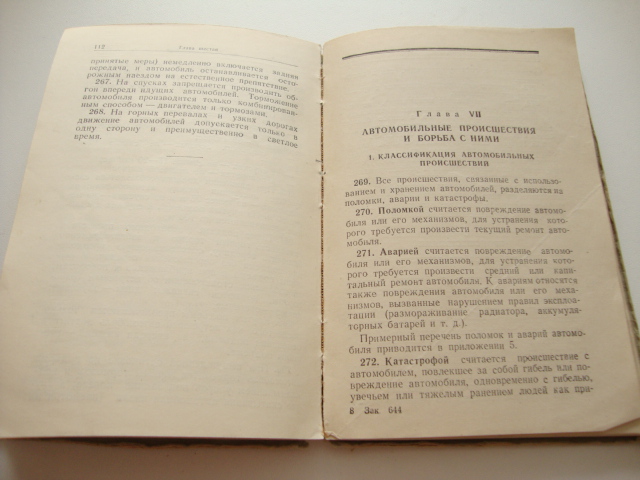 112
Глава шестая
принятые меры) немедленно включается задняя
передача, и автомобиль останавливается осто-
рожным наездом на естественное препятствие.
267. На спусках запрещается производить об-
гон впереди идущих автомобилей. Торможение
автомобиля производится только комбинирован-
ным способом — двигателем и тормозами.
268. На горных перевалах и узких дорогах
движение автомобилей допускается только в
одну сторону и преимущественно в светлое
время.
Глава VII
АВТОМОБИЛЬНЫЕ ПРОИСШЕСТВИЯ
И БОРЬБА С НИМИ
1. КЛАССИФИКАЦИЯ АВТОМОБИЛЬНЫХ
ПРОИСШЕСТВИЙ
269. Все происшествия, связанные с использо-
ванием и хранением автомобилей, разделяются на
поломки, аварии и катастрофы.
270. Поломкой считается повреждение автомо-
биля или его механизмов, для устранения кото-
рого требуется произвести текущий ремонт авто-
мобиля.
271. Аварией считается повреждение автомо-
биля или его механизмов, для устранения кото-
рого требуется произвести средний или капи-
тальный ремонт автомобиля. К авариям относятся
также повреждения автомобиля или его меха-
низмов, вызванные нарушением правил эксплоа-
тации (размораживание радиатора, аккумуля-
торных батарей и т. д.).
Примерный перечень поломок и аварий автомо-
биля приводится в приложении 5.
272. Катастрофой считается происшествие с
автомобилем, повлекшее за собой гибель или по-
вреждение автомобиля, одновременно с гибелью,
увечьем или тяжелым ранением людей как при-
8 Зак 644